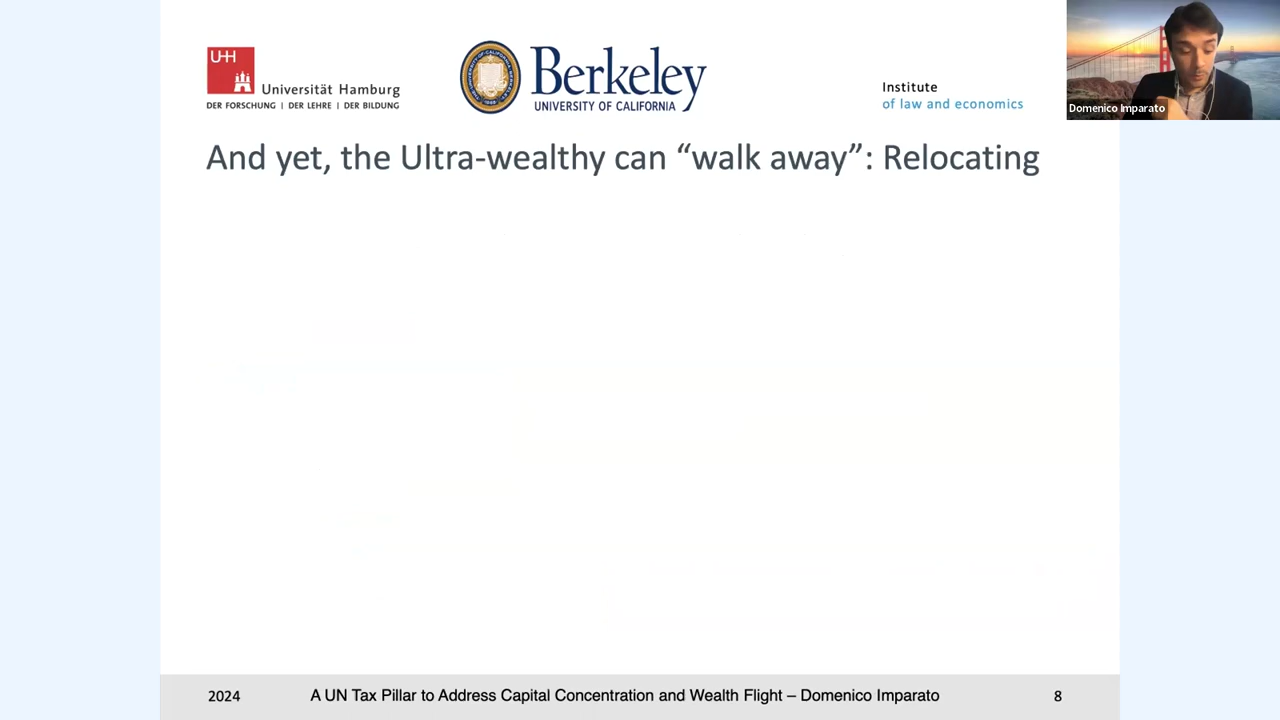 UHH
Universität Hamburg
DER FORSCHUNG | DER LEHRE | DER BILDUNG
Berkeley
UNIVERSITY OF CALIFORNIA
Institute
of law and economics
Domenico Imparato
And yet, the Ultra-wealthy can “walk away”: Relocating
2024
A UN Tax Pillar to Address Capital Concentration and Wealth Flight – Domenico Imparato
8